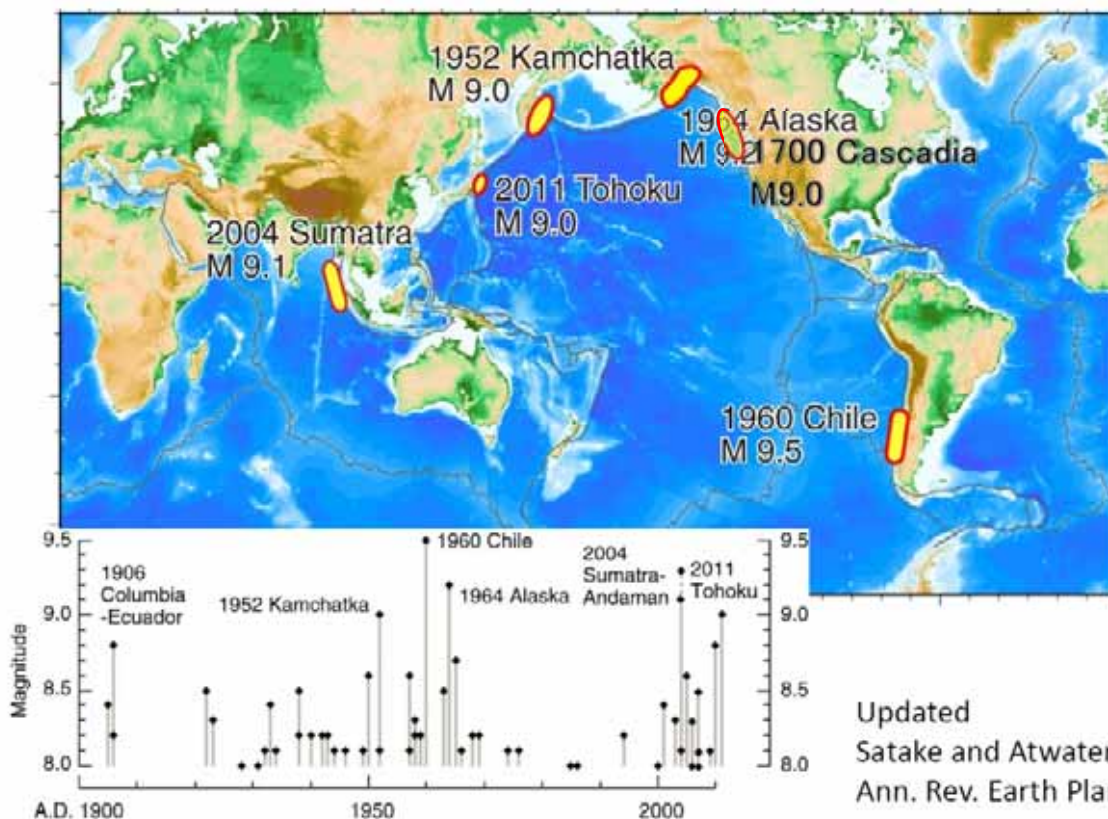 1952 Kamchatka
M 9.0
1964 Alaska
M 9.2
1700 Cascadia
M9.0
2011 Tohoku
M 9.0
2004 Sumatra
M 9.1
1960 Chile
M 9.5
9.5
9.0
8.5
8.0
Magnitude
1906
Columbia
-Ecuador
1952 Kamchatka
1960 Chile
1964 Alaska
2004
Sumatra-
Andaman
2011
Tohoku
9.5
9.0
8.5
8.0
A.D. 1900
1950
2000
Updated
Satake and Atwater
Ann. Rev. Earth Pla